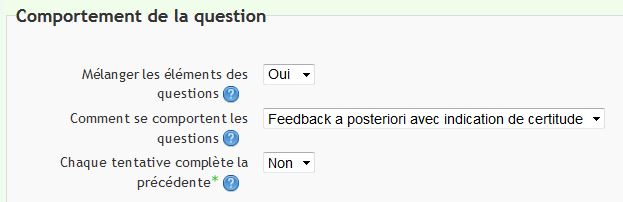 Comportement de la question
Mélanger les éléments des Oui
questions
Comment se comportent les Feedback a posteriori avec indication de certitude
questions
Chaque tentative complète la Non
précédente*